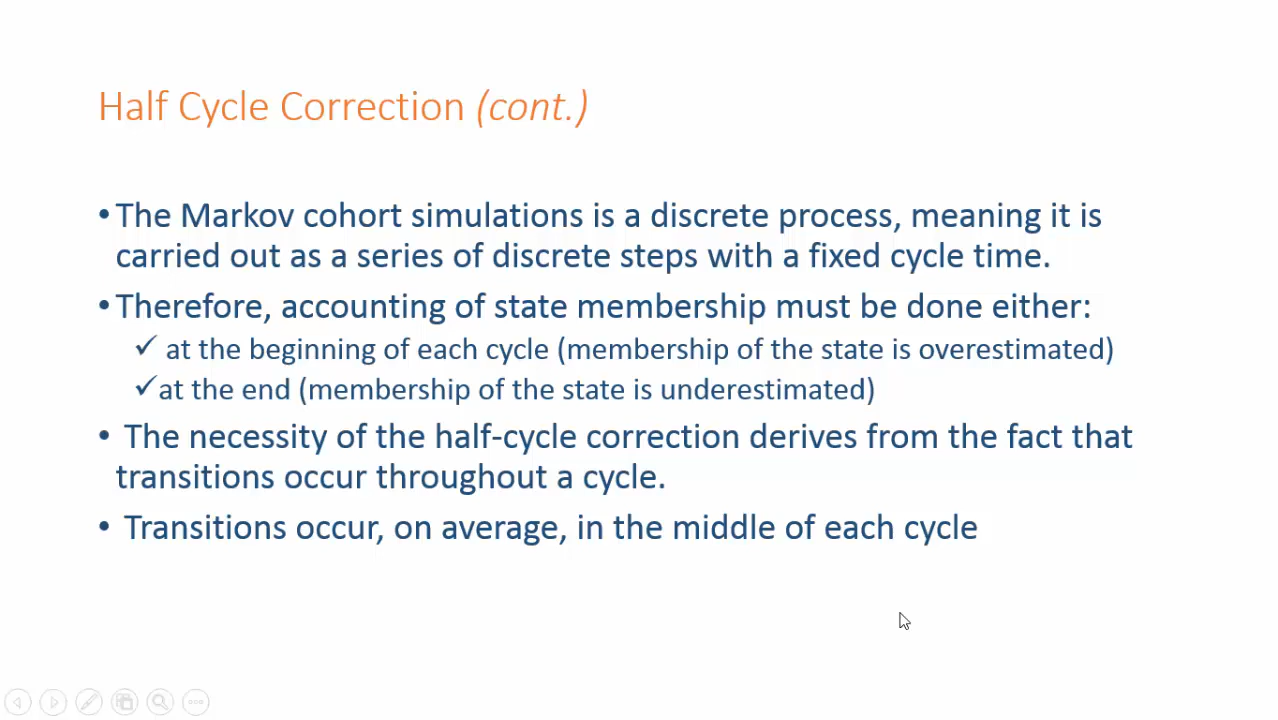 Half Cycle Correction (cont.)
• The Markov cohort simulations is a discrete process, meaning it is
carried out as a series of discrete steps with a fixed cycle time.
• Therefore, accounting of state membership must be done either:
✓ at the beginning of each cycle (membership of the state is overestimated)
✓ at the end (membership of the state is underestimated)
• The necessity of the half-cycle correction derives from the fact that
transitions occur throughout a cycle.
• Transitions occur, on average, in the middle of each cycle